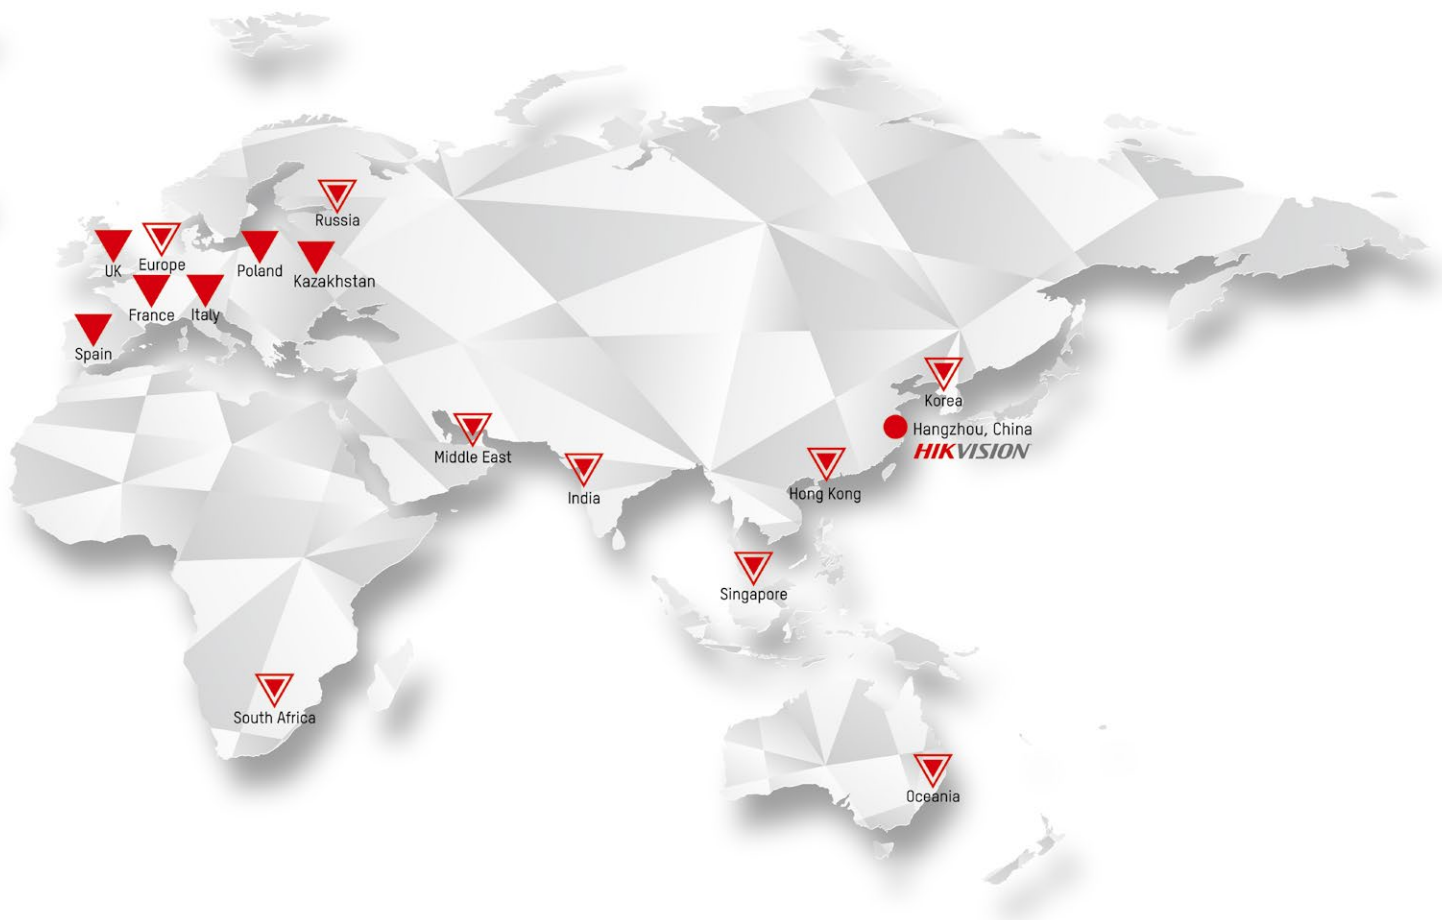 Russia
UK
Europe
Poland
Kazakhstan
France
Italy
Spain
Korea
Hangzhou, China
HIKVISION
Middle East
India
Hong Kong
Singapore
South Africa
Oceania